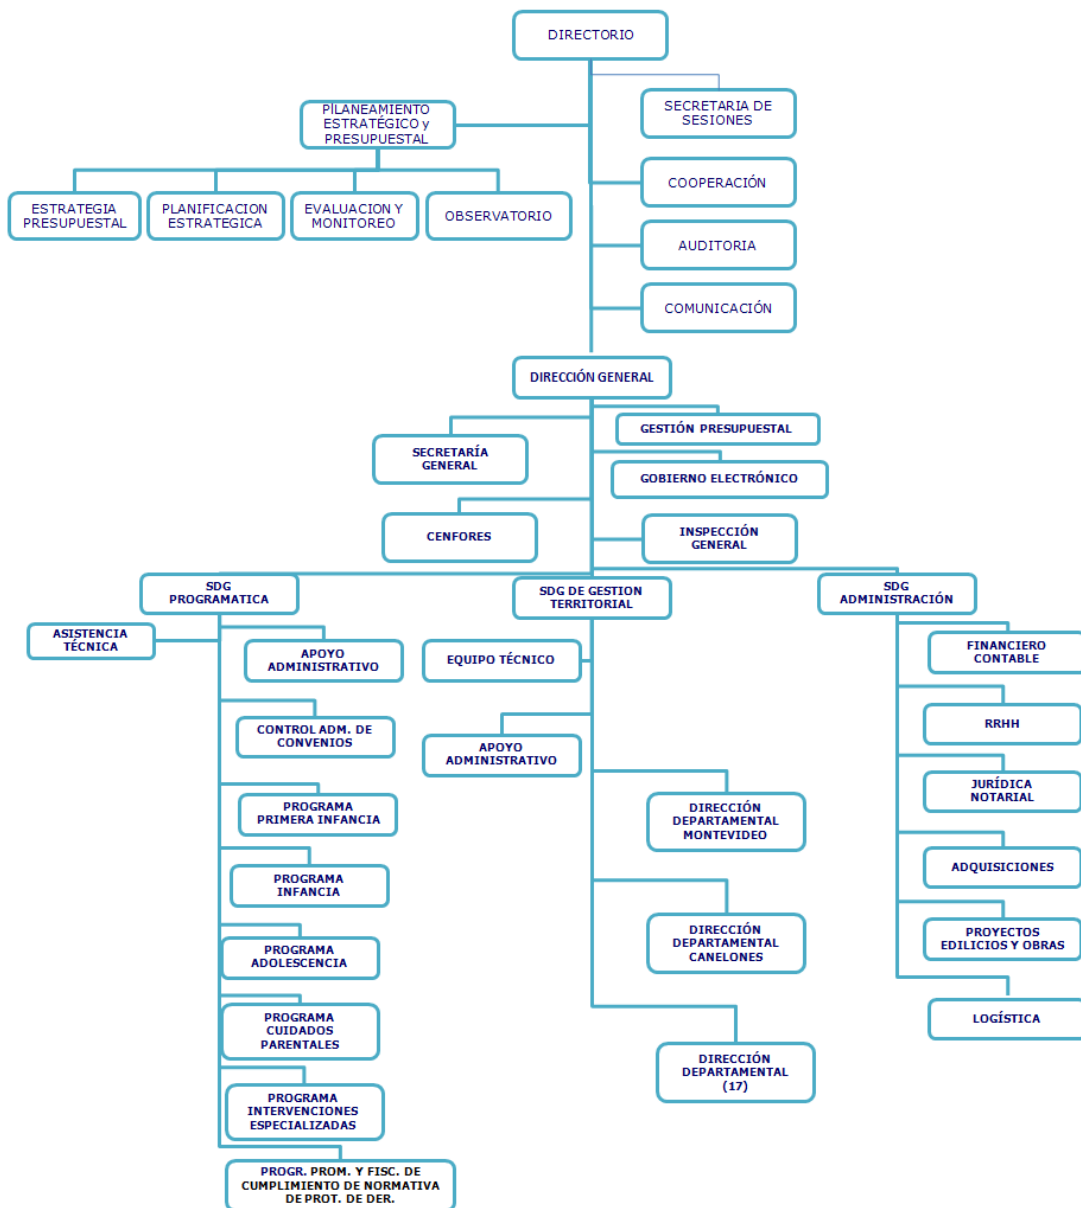 DIRECTORIO
SECRETARIA DE
SESIONES
PlLANEAMIENTO
ESTRATÉGICO y
PRESUPUESTAL
COOPERACIÓN
ESTRATEGIA
PRESUPUESTAL
PLANIFICACION
ESTRATEGICA
EVALUACION Y
MONITOREO
OBSERVATORIO
AUDITORIA
COMUNICACIÓN
DIRECCIÓN GENERAL
GESTIÓN PRESUPUESTAL
SECRETARÍA
GENERAL
GOBIERNO ELECTRÓNICO
CENFORES
INSPECCIÓN
GENERAL
SDG
PROGRAMATICA
SDG DE GESTION
TERRITORIAL
SDG
ADMINISTRACIÓN
ASISTENCIA
TÉCNICA
APOYO
ADMINISTRATIVO
CONTROL ADM. DE
CONVENIOS
PROGRAMA
PRIMERA INFANCIA
PROGRAMA
INFANCIA
PROGRAMA
ADOLESCENCIA
PROGRAMA
CUIDADOS
PARENTALES
PROGRAMA
INTERVENCIONES
ESPECIALIZADAS
PROGR. PROM. Y FISC. DE
CUMPLIMIENTO DE NORMATIVA
DE PROT. DE DER.
EQUIPO TÉCNICO
APOYO
ADMINISTRATIVO
DIRECCIÓN
DEPARTAMENTAL
MONTEVIDEO
DIRECCIÓN
DEPARTAMENTAL
CANELONES
DIRECCIÓN
DEPARTAMENTAL
(17)
FINANCIERO
CONTABLE
RRHH
JURÍDICA
NOTARIAL
ADQUISICIONES
PROYECTOS
EDILICIOS Y OBRAS
LOGÍSTICA